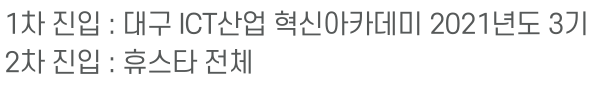 1차 진입 : 대구 ICT산업 혁신아카데미 2021년도 3기
2차 진입 : 휴스타 전체